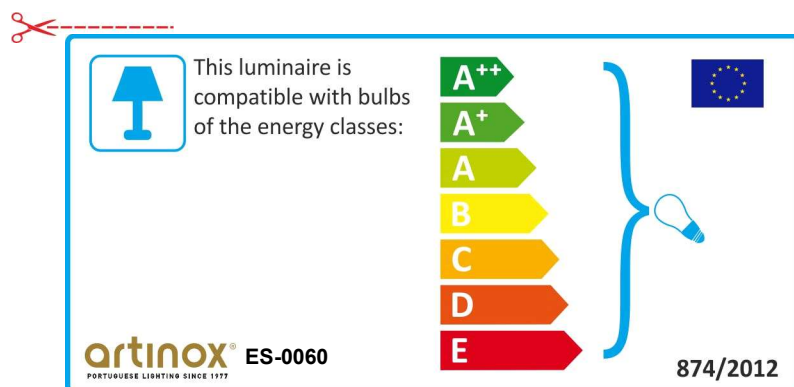 This luminaire is
compatible with bulbs
of the energy classes:
A++
A+
A
B
C
D
E
artinox® ES-0060
PORTUGUESE LIGHTING SINCE 1977
874/2012